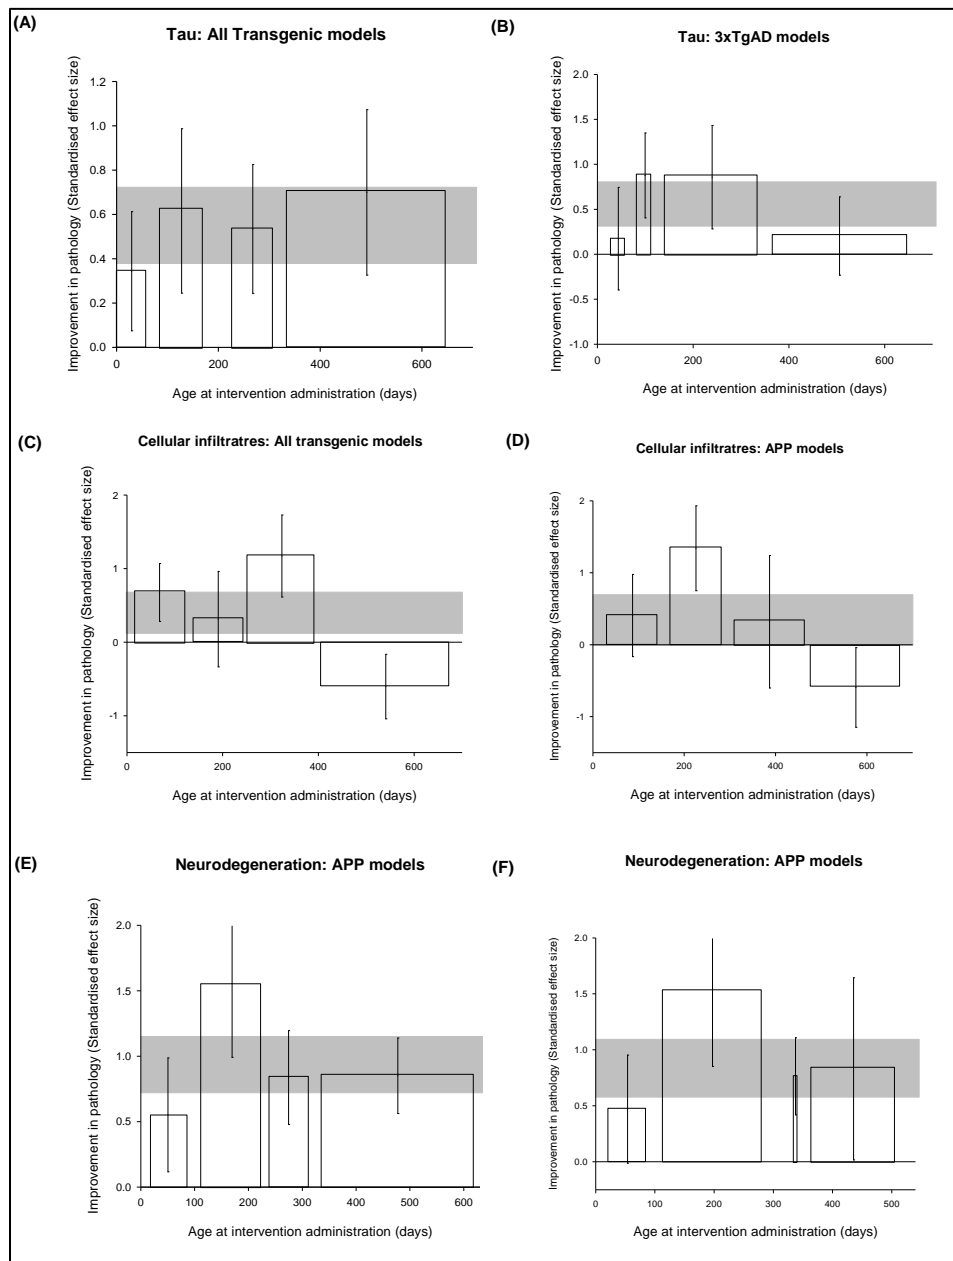 (A)
Tau: All Transgenic models
Improvement in pathology (Standardised effect size)
1.2
1.0
0.8
0.6
0.4
0.2
0.0
0 200 400 600
Age at intervention administration (days)
(B)
Tau: 3xTgAD models
Improvement in pathology (Standardised effect size)
2.0
1.5
1.0
0.5
0.0
-0.5
-1.0
0 200 400 600
Age at intervention administration (days)
(C)
Cellular infiltratres: All transgenic models
Improvement in pathology (Standardised effect size)
2
1
0
-1
0 200 400 600
Age at intervention administration (days)
(D)
Cellular infiltratres: APP models
Improvement in pathology (Standardised effect size)
2
1
0
-1
0 200 400 600
Age at intervention administration (days)
(E)
Neurodegeneration: APP models
Improvement in pathology (Standardised effect size)
2.0
1.5
1.0
0.5
0.0
0 100 200 300 400 500 600
Age at intervention administration (days)
(F)
Neurodegeneration: APP models
Improvement in pathology (Standardised effect size)
2.0
1.5
1.0
0.5
0.0
0 100 200 300 400 500
Age at intervention administration (days)